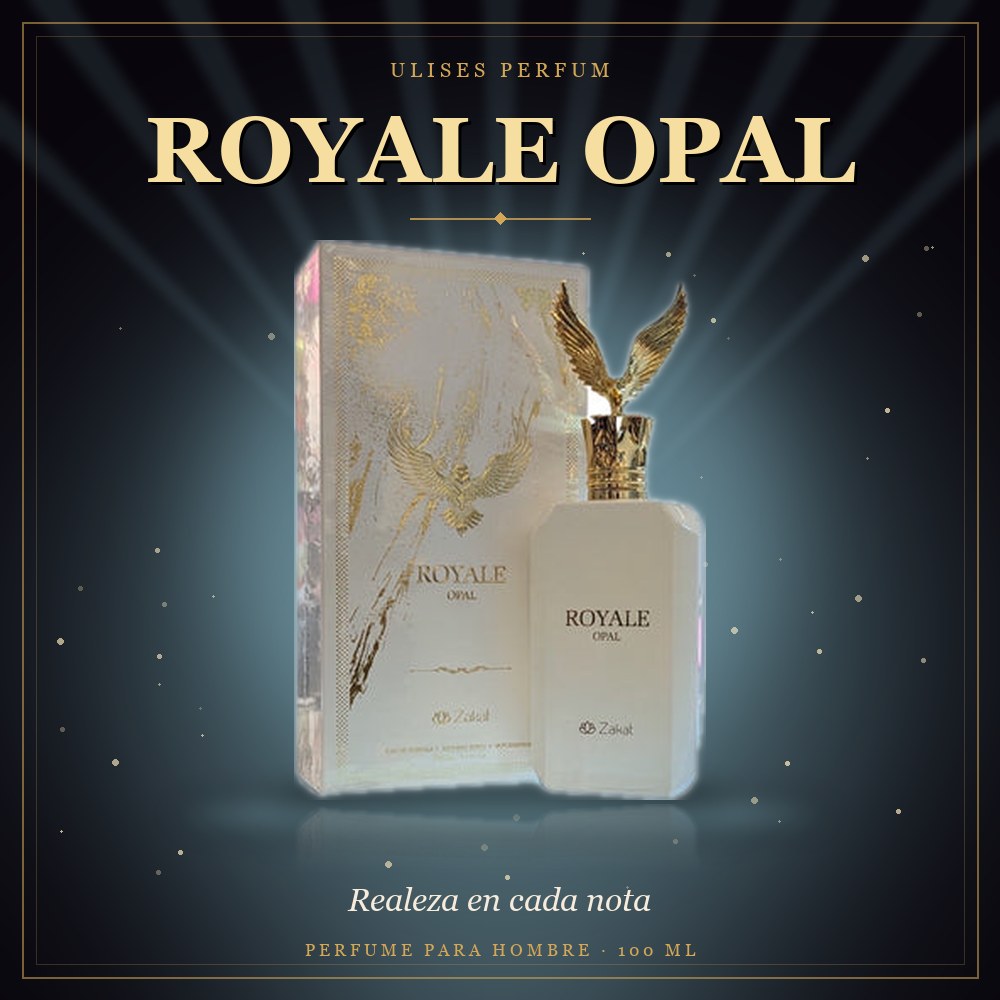 ULISES PERFUM
ROYALE OPAL
ROYALE
OPAL
Zakat
ROYALE
OPAL
Zakat
Realeza en cada nota
PERFUME PARA HOMBRE · 100 ML